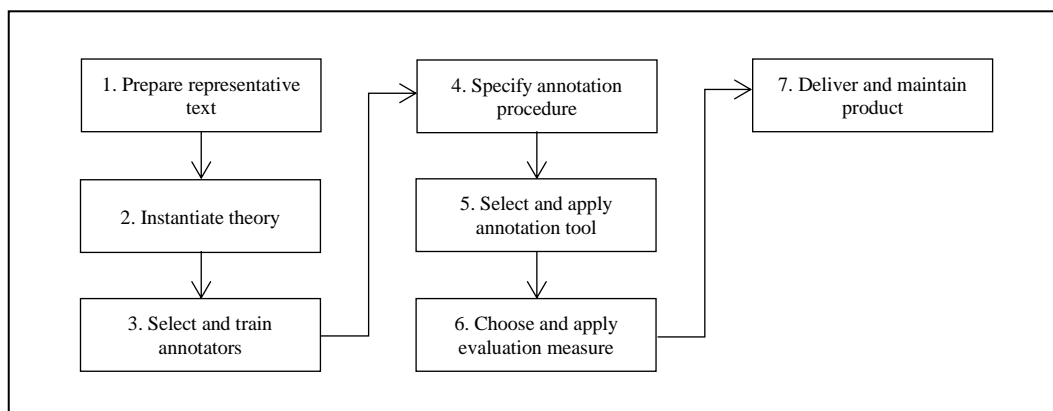 1. Prepare representative
text
2. Instantiate theory
3. Select and train
annotators
4. Specify annotation
procedure
5. Select and apply
annotation tool
6. Choose and apply
evaluation measure
7. Deliver and maintain
product